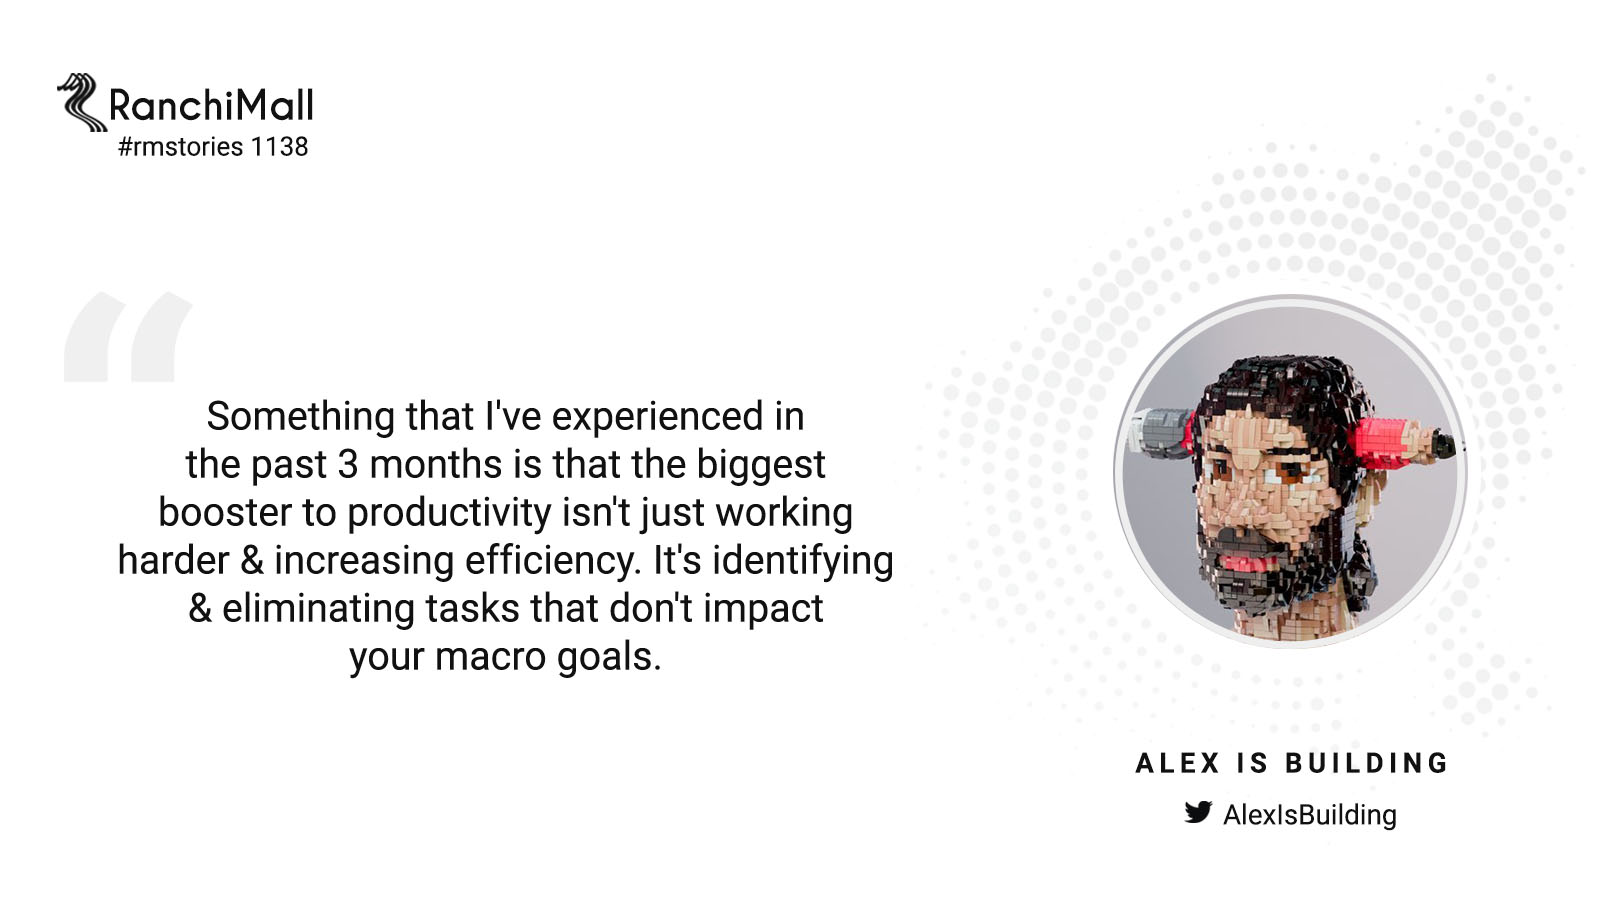 RanchiMall
#rmstories 1138
“
Something that I've experienced in
the past 3 months is that the biggest
booster to productivity isn't just working
harder & increasing efficiency. It's identifying
& eliminating tasks that don't impact
your macro goals.
ALEX IS BUILDING
AlexIsBuilding